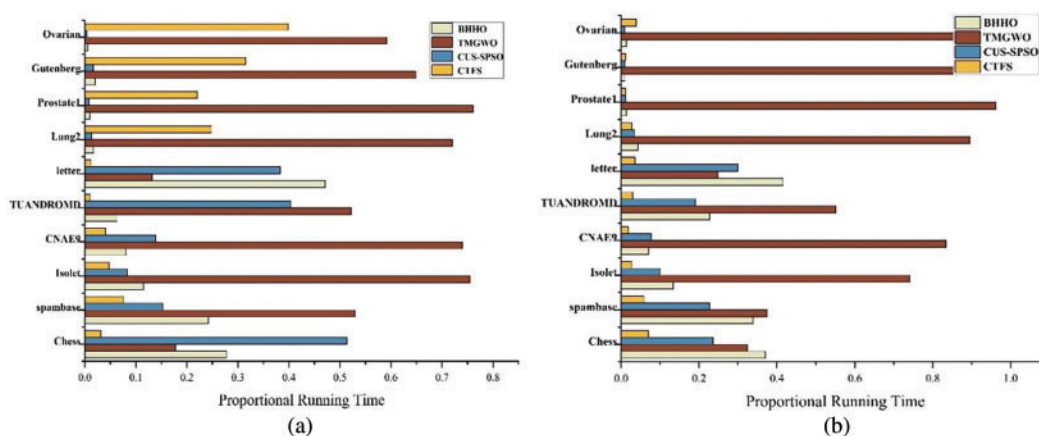 Ovarian
Gutenberg
Prostate1
Lung2
letter
TUANDROMD
CNAE9
Isolet
spambase
Chess
BHHO
TMGWO
CUS-SPSO
CTFS
0.0 0.1 0.2 0.3 0.4 0.5 0.6 0.7 0.8
Proportional Running Time
(a)
Ovarian
Gutenberg
Prostate1
Lung2
letter
TUANDROMD
CNAE9
Isolet
spambase
Chess
BHHO
TMGWO
CUS-SPSO
CTFS
0.0 0.2 0.4 0.6 0.8 1.0
Proportional Running Time
(b)